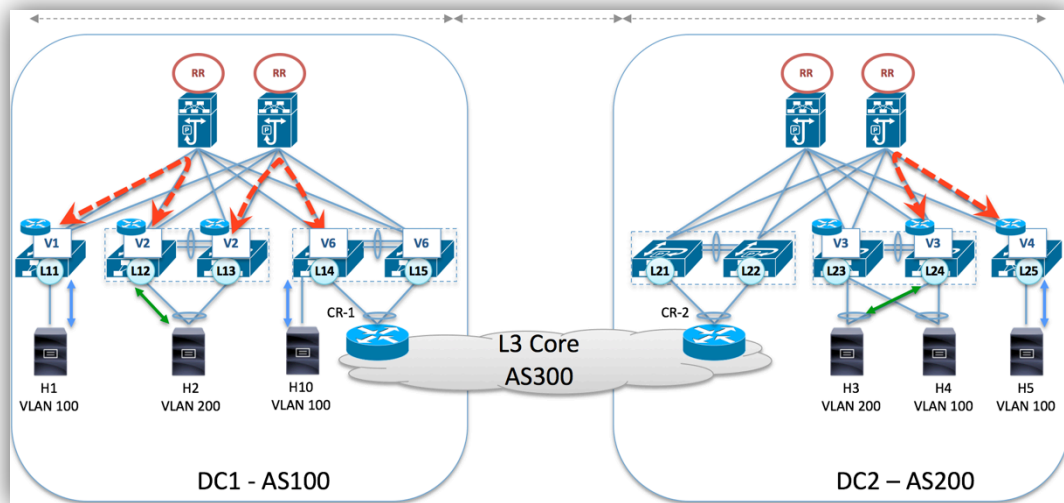 RR
RR
RR
RR
P
P
P
P
V1
V2
V2
V6
V6
V3
V3
V4
L11
L12
L13
L14
L15
L21
L22
L23
L24
L25
CR-1
CR-2
L3 Core
AS300
H1
VLAN 100
H2
VLAN 200
H10
VLAN 100
H3
VLAN 200
H4
VLAN 100
H5
VLAN 100
DC1 - AS100
DC2 – AS200